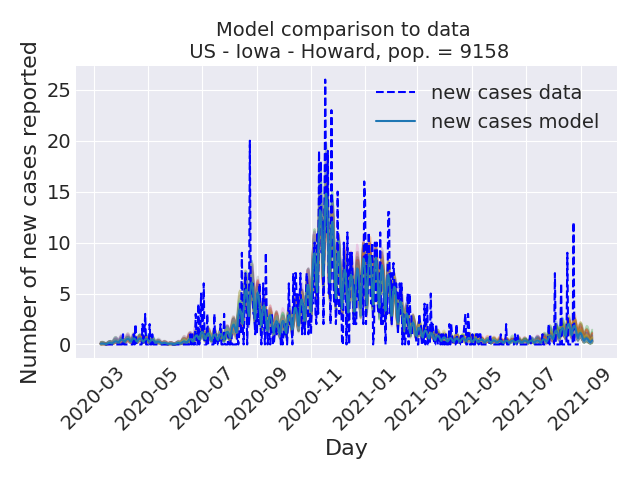 Model comparison to data
US - Iowa - Howard, pop. = 9158
new cases data
new cases model
Number of new cases reported
25
20
15
10
5
0
2020-03
2020-05
2020-07
2020-09
2020-11
2021-01
2021-03
2021-05
2021-07
2021-09
Day